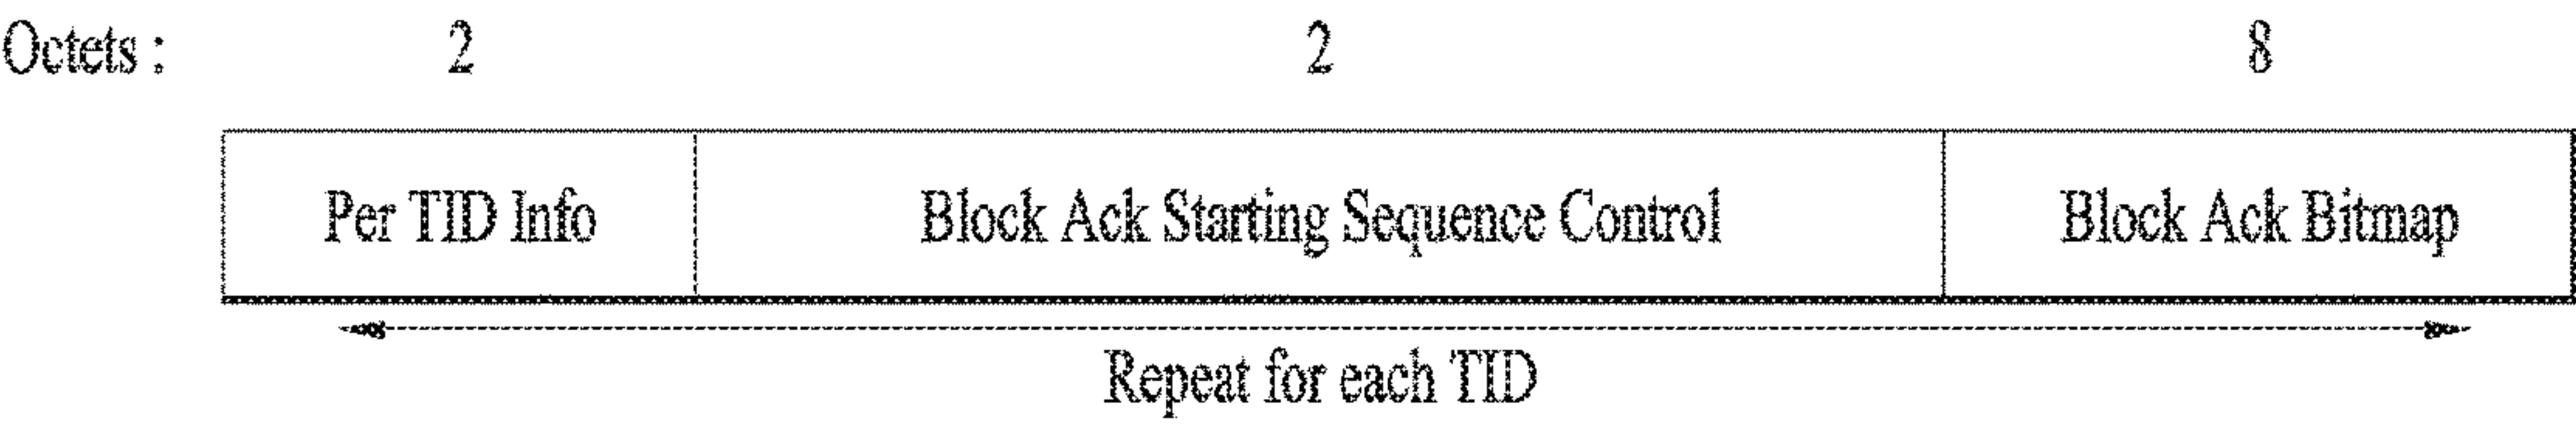 Octets : 2 2 8
Per TID Info Block Ack Starting Sequence Control Block Ack Bitmap
Repeat for each TID